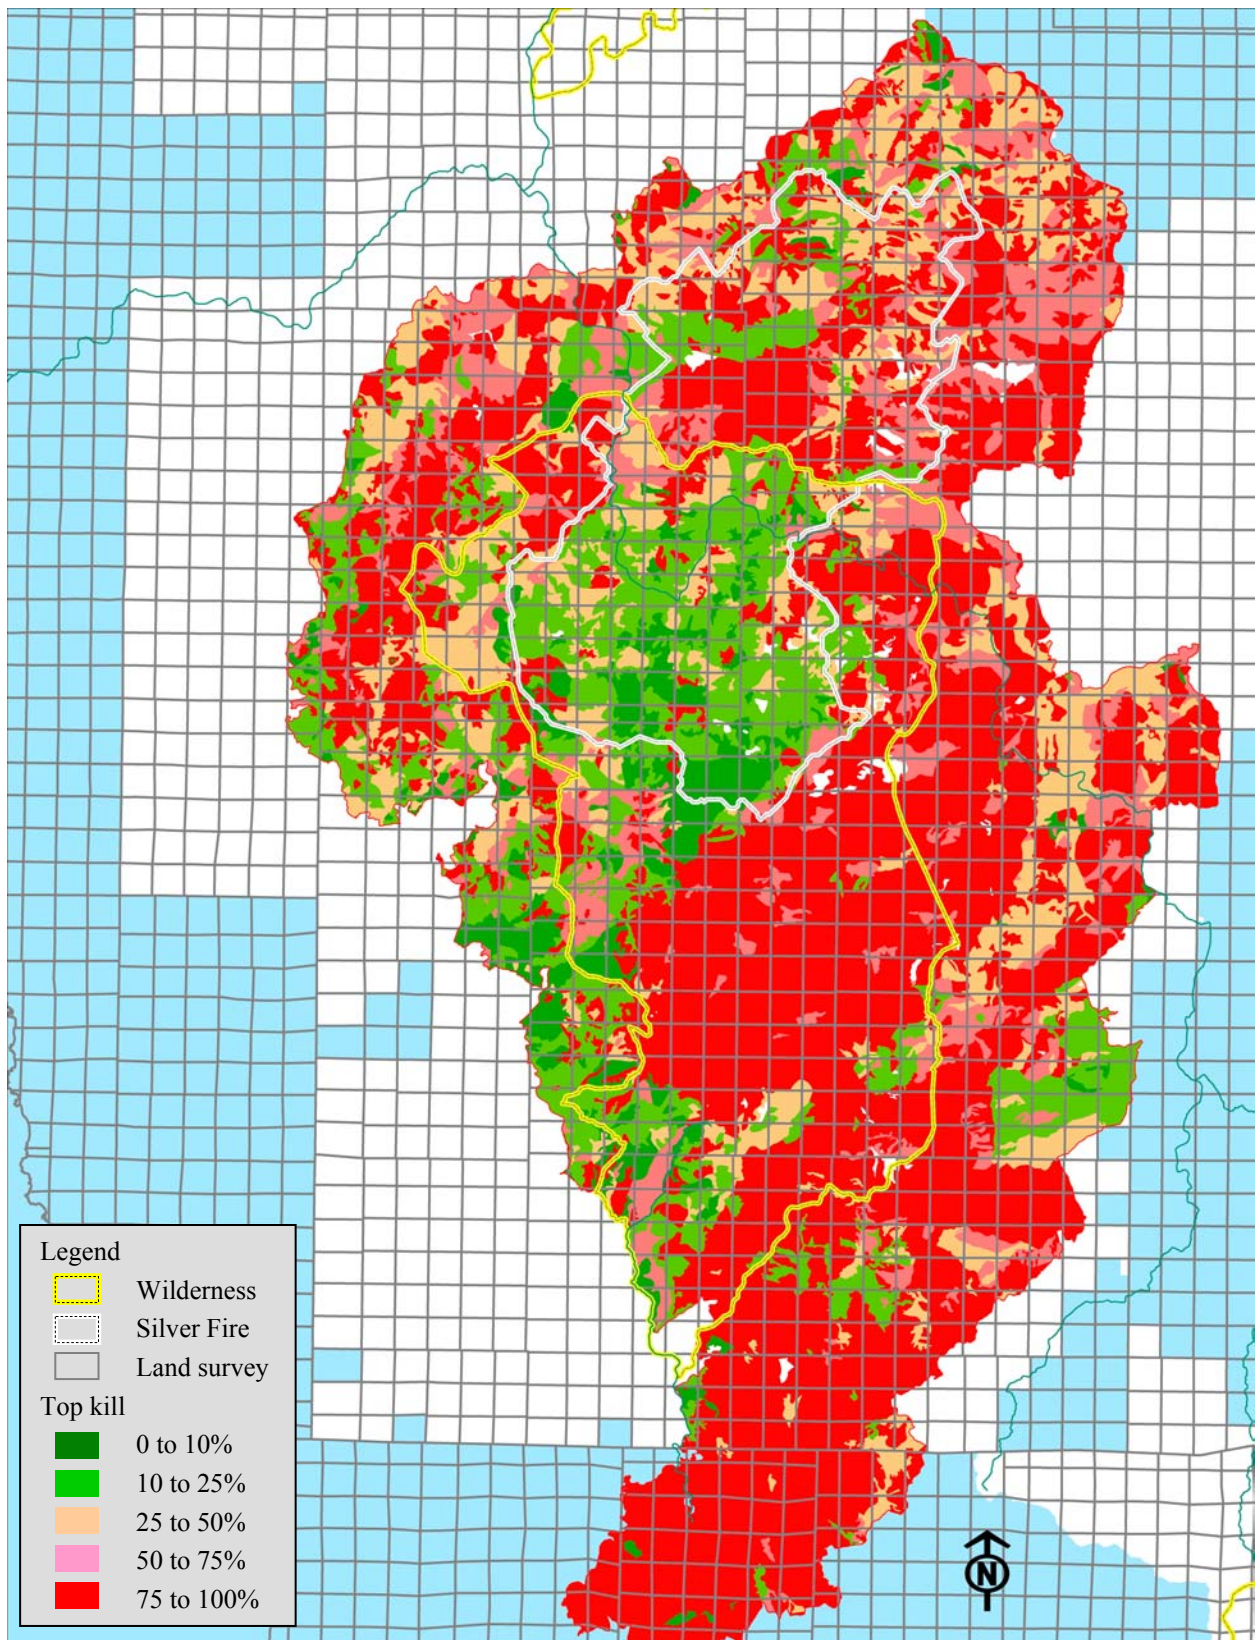 Legend
Wilderness
Silver Fire
Land survey
Top kill
0 to 10%
10 to 25%
25 to 50%
50 to 75%
75 to 100%
N